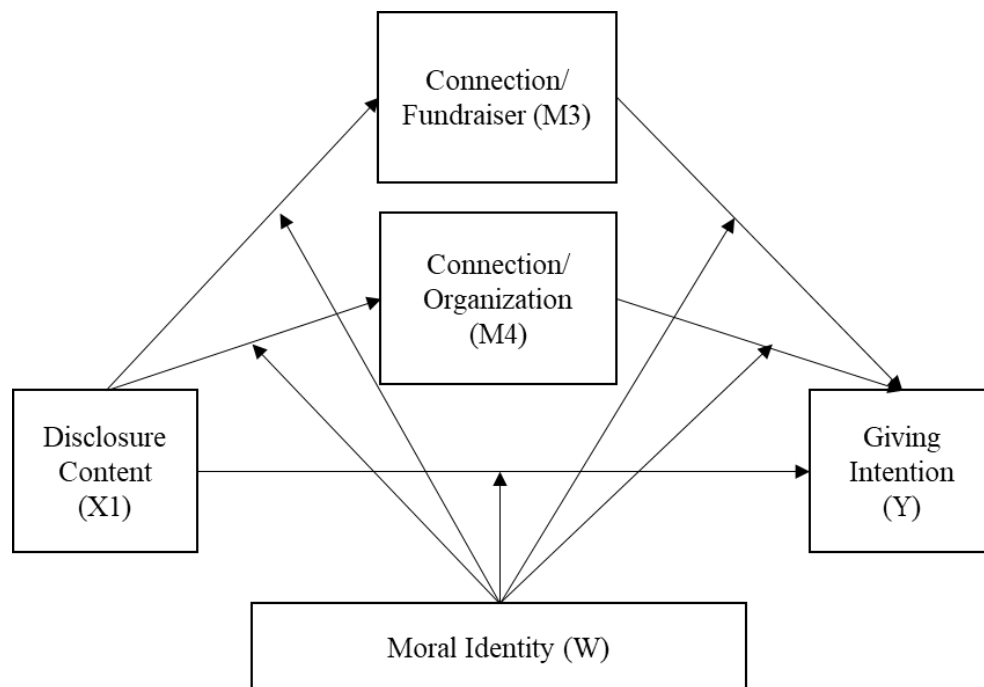 Connection/
Fundraiser (M3)
Connection/
Organization
(M4)
Disclosure
Content
(X1)
Giving
Intention
(Y)
Moral Identity (W)